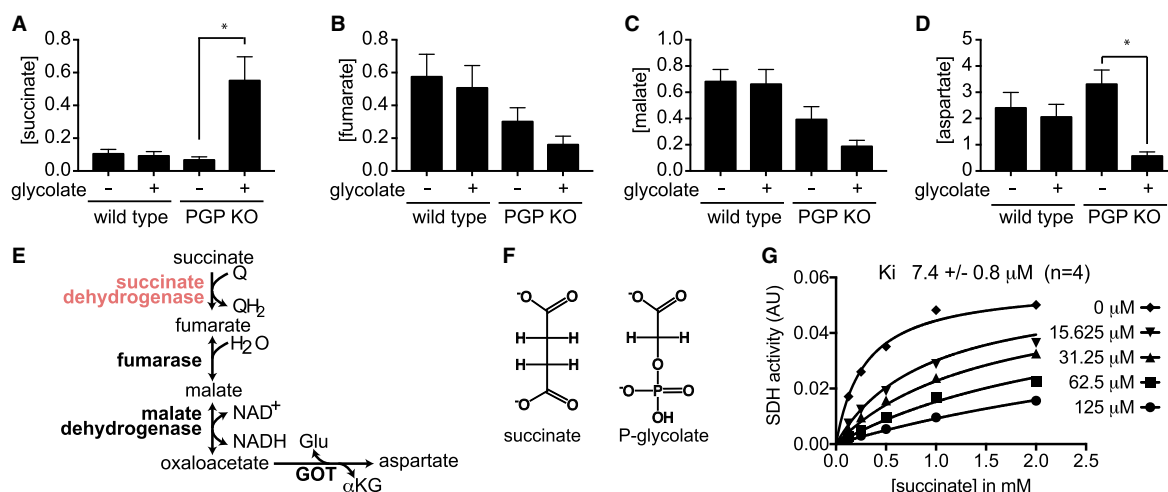 A
[succinate]
0.8
0.6
0.4
0.2
0.0
*
glycolate
- + - +
wild type PGP KO
B
[fumarate]
0.8
0.6
0.4
0.2
0.0
- + - +
wild type PGP KO
C
[malate]
1.0
0.8
0.6
0.4
0.2
0.0
glycolate
- + - +
wild type PGP KO
D
[aspartate]
5
4
3
2
1
0
*
- + - +
wild type PGP KO
E
succinate
succinate
dehydrogenase
Q
QH2
fumarate
fumarase
H2O
malate
malate
dehydrogenase
NAD+
NADH
oxaloacetate
Glu
GOT
αKG
aspartate
F
-O O
H H
H H
-O O
succinate
-O O
H H
O
-O P O
OH
P-glycolate
G
Ki 7.4 +/- 0.8 μM (n=4)
SDH activity (AU)
0.06
0.04
0.02
0.00
0.0 0.5 1.0 1.5 2.0
[succinate] in mM
0 μM
15.625 μM
31.25 μM
62.5 μM
125 μM